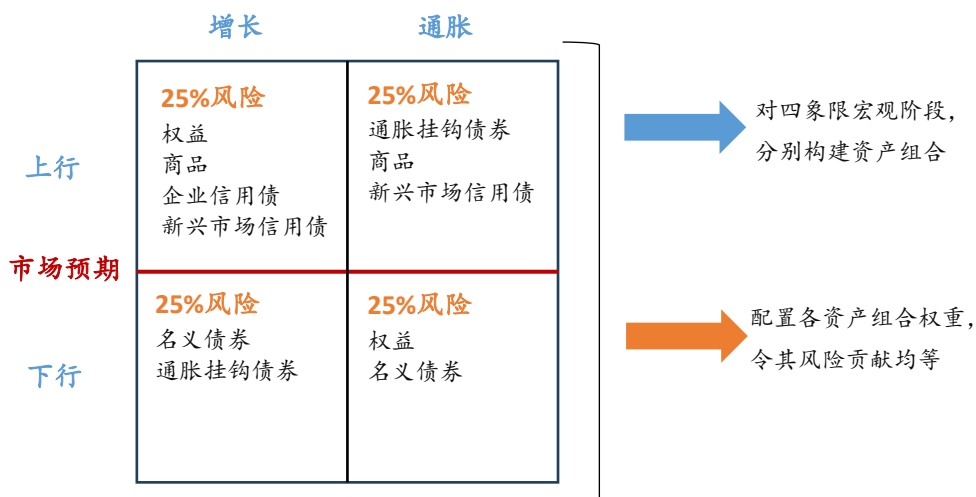 增长
通胀
上行
25%风险
权益
商品
企业信用债
新兴市场信用债
25%风险
通胀挂钩债券
商品
新兴市场信用债
市场预期
下行
25%风险
名义债券
通胀挂钩债券
25%风险
权益
名义债券
对四象限宏观阶段，
分别构建资产组合
配置各资产组合权重，
令其风险贡献均等